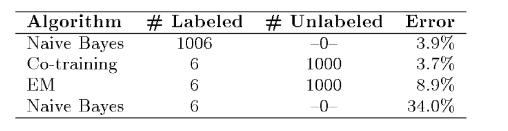 Algorithm # Labeled # Unlabeled Error
Naive Bayes 1006 –0– 3.9%
Co-training 6 1000 3.7%
EM 6 1000 8.9%
Naive Bayes 6 –0– 34.0%